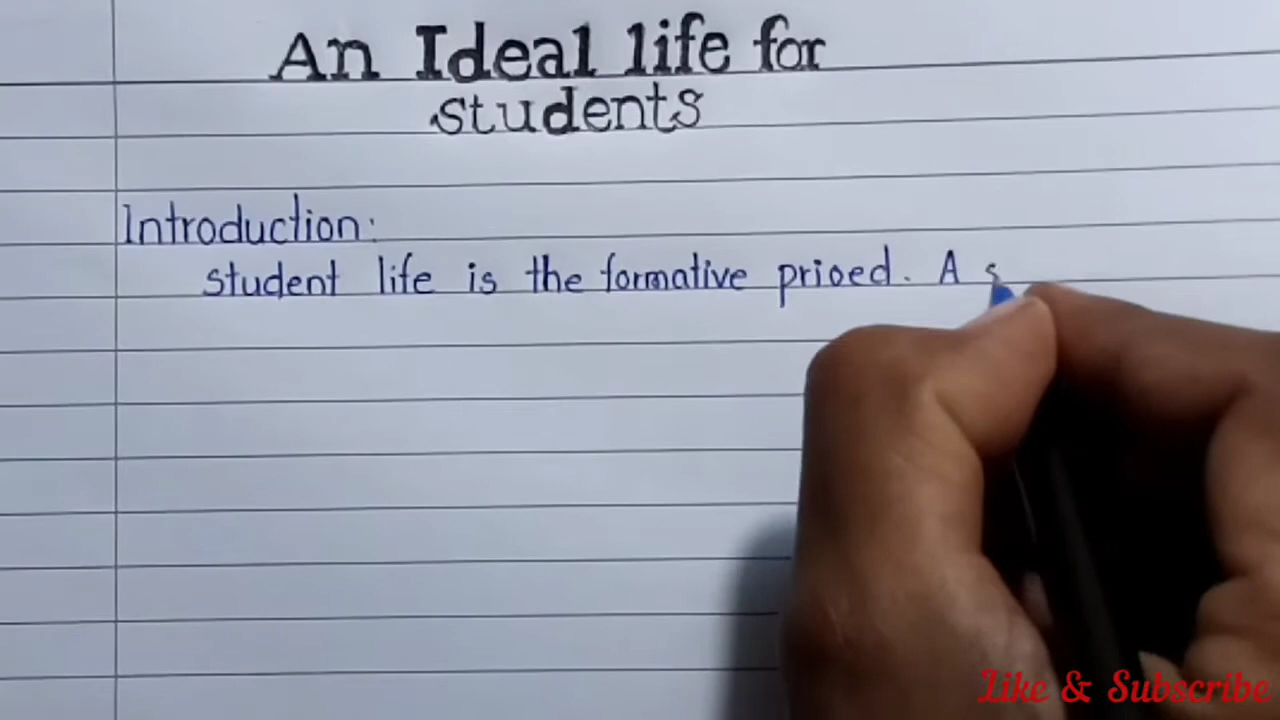 An Ideal life for
students
Introduction:
student life is the formative prioed. A s
Like & Subscribe